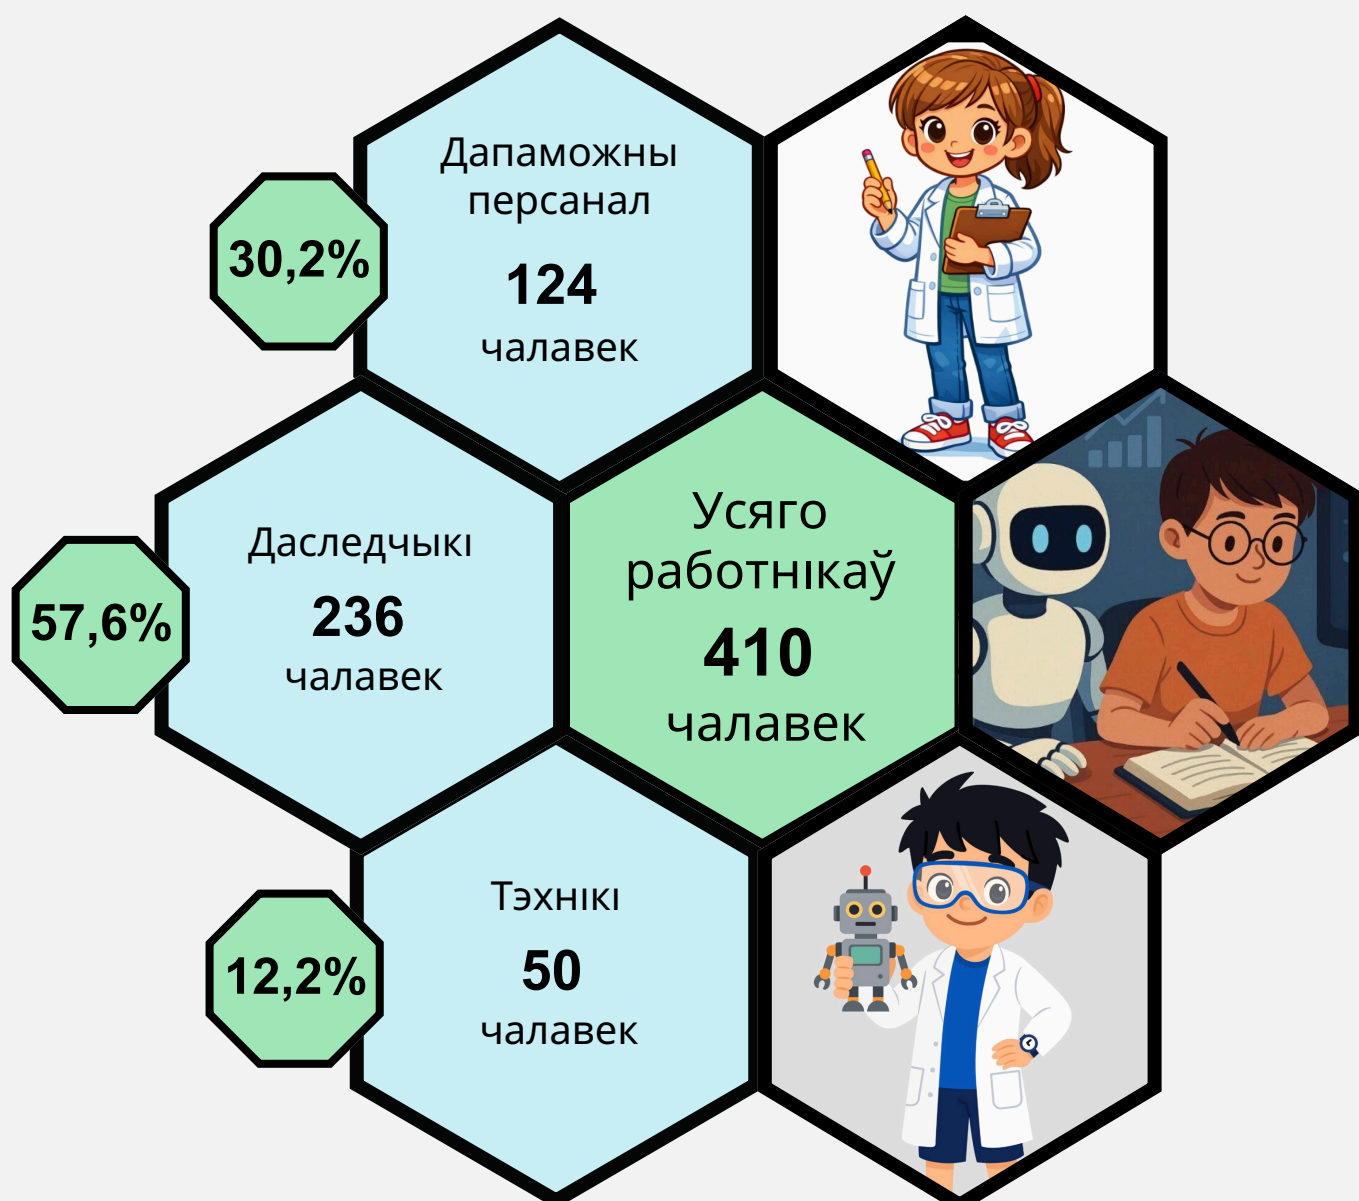 Дапаможны
персанал
124
чалавек
30,2%
Даследчыкі
236
чалавек
57,6%
Усяго
работнікаў
410
чалавек
Тэхнікі
50
чалавек
12,2%